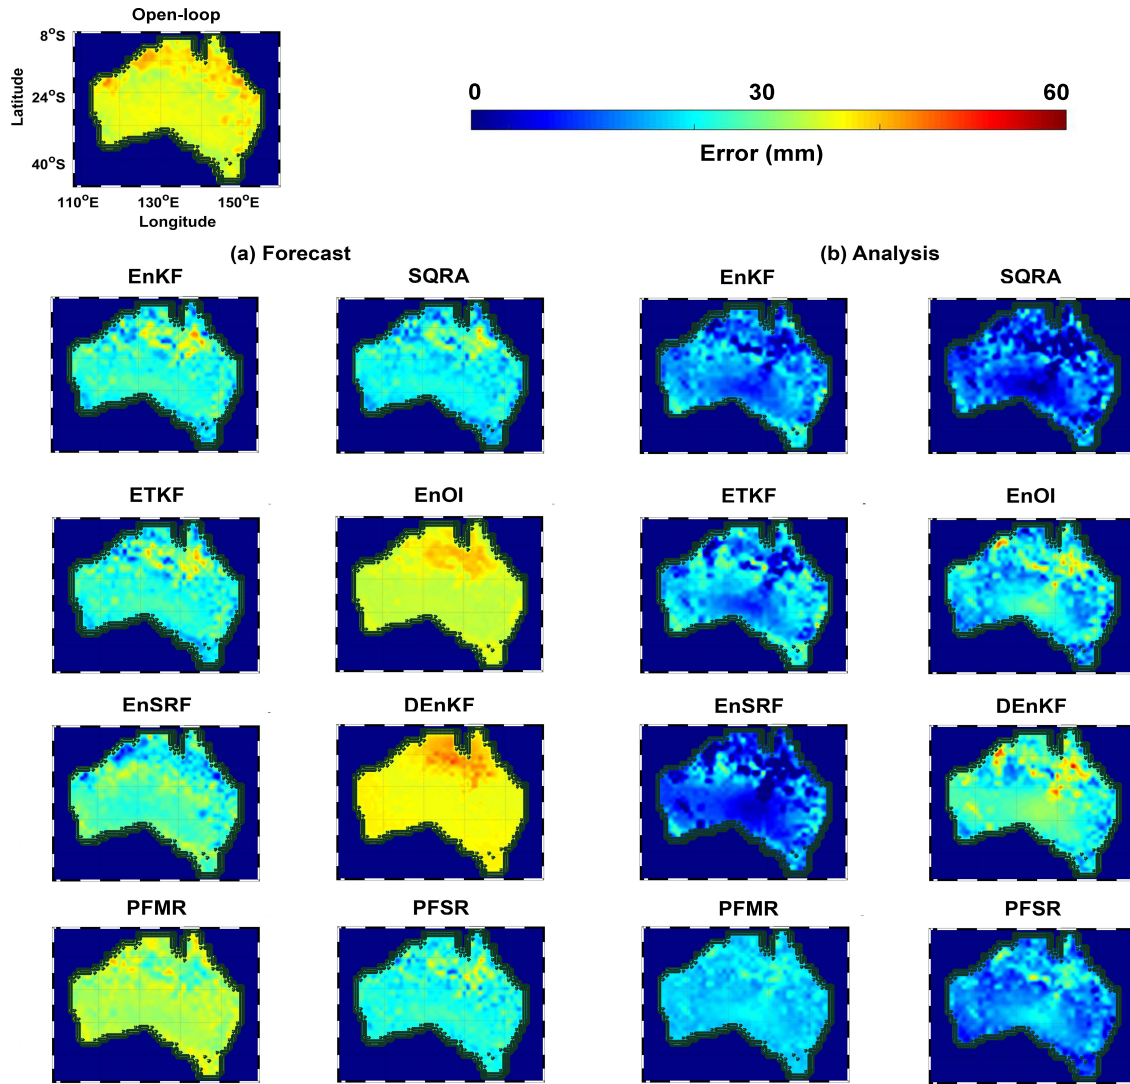 Open-loop
8°S
24°S
40°S
Latitude
110°E 130°E 150°E
Longitude
0 30 60
Error (mm)
(a) Forecast (b) Analysis
EnKF SQRA EnKF SQRA
ETKF EnOI ETKF EnOI
EnSRF DEnKF EnSRF DEnKF
PFMR PFSR PFMR PFSR